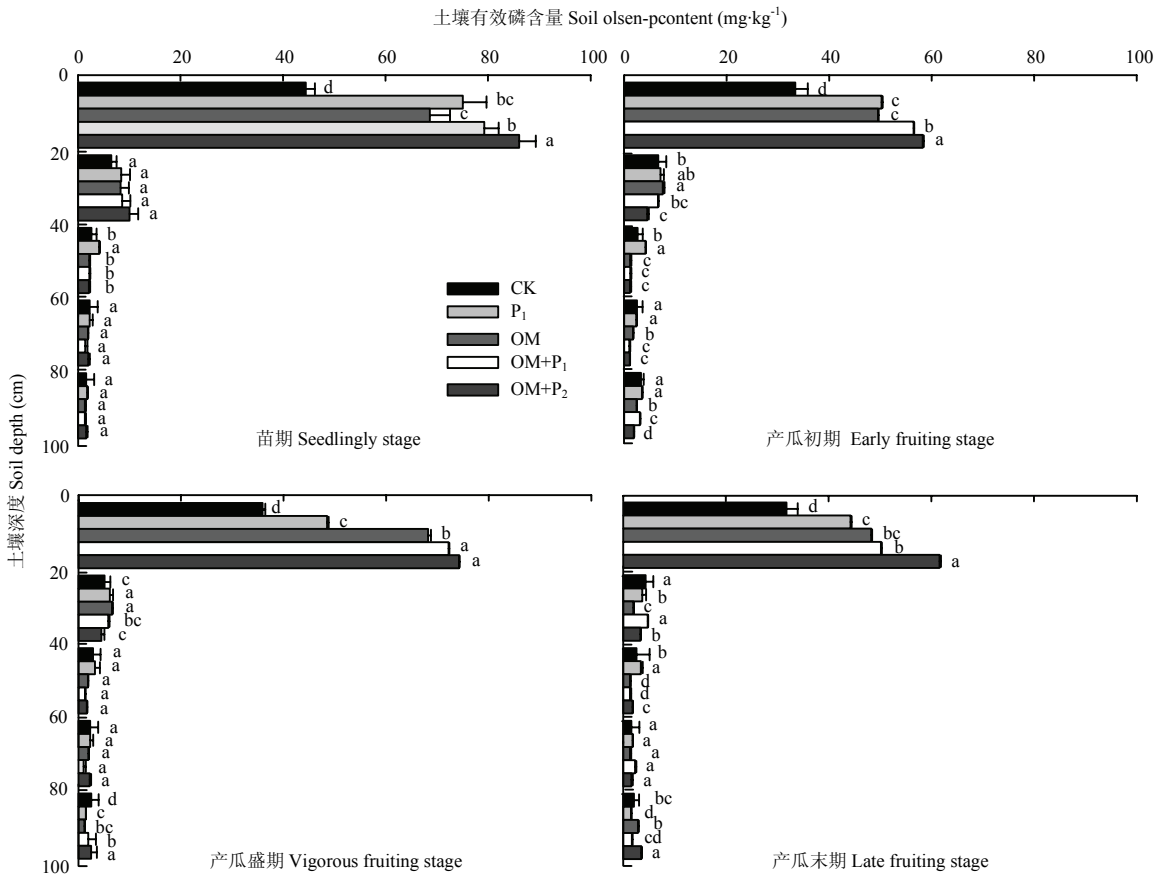 土壤有效磷含量 Soil olsen-pcontent (mg·kg-1)
0 20 40 60 80 100
0 20 40 60 80 100
0
20
40
60
80
100
d
bc
c
b
a
a
a
a
a
a
b
a
b
b
b
a
a
a
a
a
a
a
a
a
a
CK
P1
OM
OM+P1
OM+P2
苗期 Seedlingly stage
d
c
c
b
a
b
ab
a
bc
c
b
a
c
c
c
a
a
b
c
c
a
a
b
c
d
产瓜初期 Early fruiting stage
土壤深度 Soil depth (cm)
0
20
40
60
80
100
d
c
b
a
a
c
a
a
bc
c
a
a
a
a
a
a
a
a
a
a
d
c
bc
b
a
产瓜盛期 Vigorous fruiting stage
d
c
bc
b
a
a
b
c
a
b
b
a
d
d
c
a
a
a
a
a
bc
d
b
cd
a
产瓜末期 Late fruiting stage